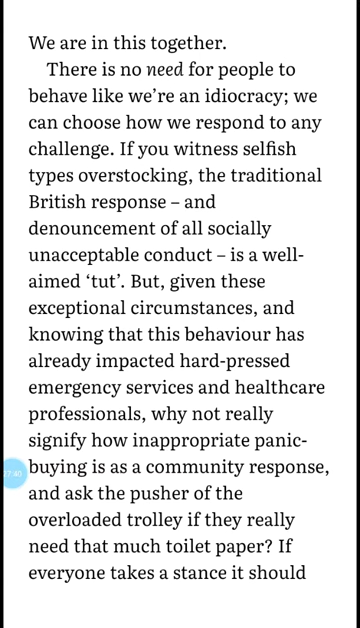 We are in this together.
There is no need for people to
behave like we're an idiocracy; we
can choose how we respond to any
challenge. If you witness selfish
types overstocking, the traditional
British response – and
denouncement of all socially
unacceptable conduct – is a well-
aimed ‘tut’. But, given these
exceptional circumstances, and
knowing that this behaviour has
already impacted hard-pressed
emergency services and healthcare
professionals, why not really
signify how inappropriate panic-
buying is as a community response,
and ask the pusher of the
overloaded trolley if they really
need that much toilet paper? If
everyone takes a stance it should